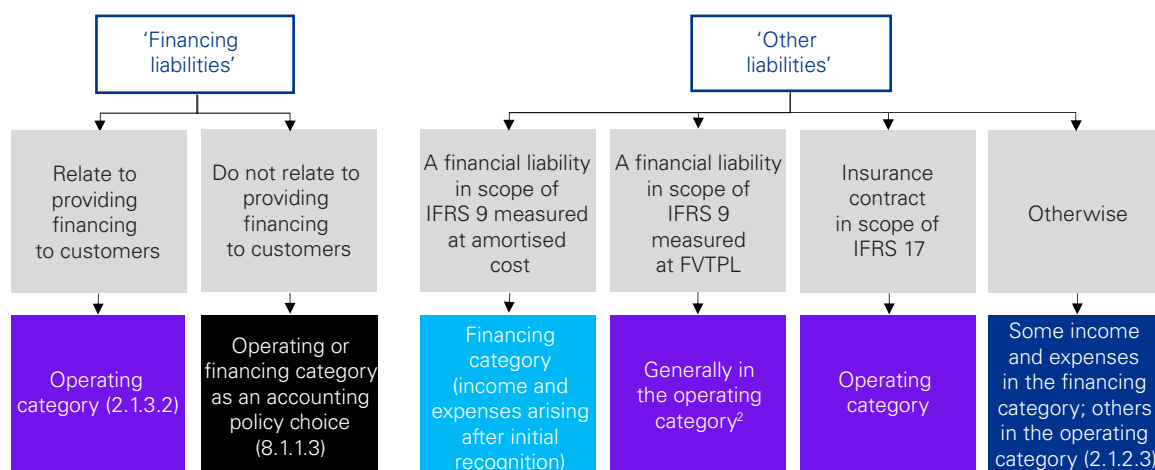 ‘Financing
liabilities’
‘Other
liabilities’
Relate to
providing
financing
to customers
Do not relate to
providing
financing
to customers
A financial liability
in scope of
IFRS 9 measured
at amortised
cost
A financial liability
in scope of
IFRS 9
measured
at FVTPL
Insurance
contract
in scope of
IFRS 17
Otherwise
Operating
category (2.1.3.2)
Operating or
financing category
as an accounting
policy choice
(8.1.1.3)
Financing
category
(income and
expenses arising
after initial
recognition)
Generally in
the operating
category²
Operating
category
Some income
and expenses
in the financing
category; others
in the operating
category (2.1.2.3)